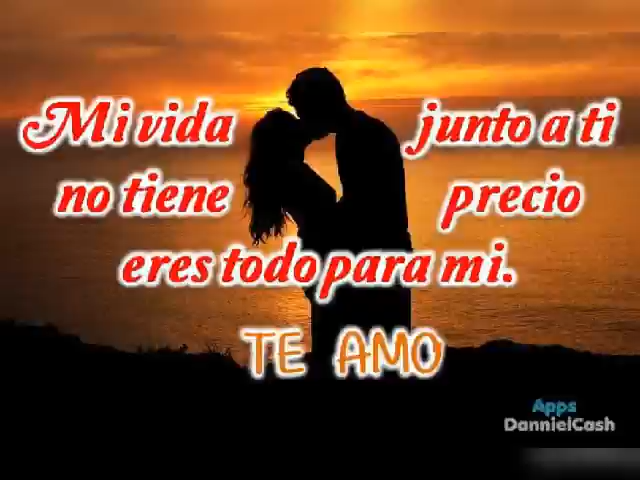 Mi vida junto a ti
no tiene precio
eres todo para mi.
TE AMO
Apps
DannielCash